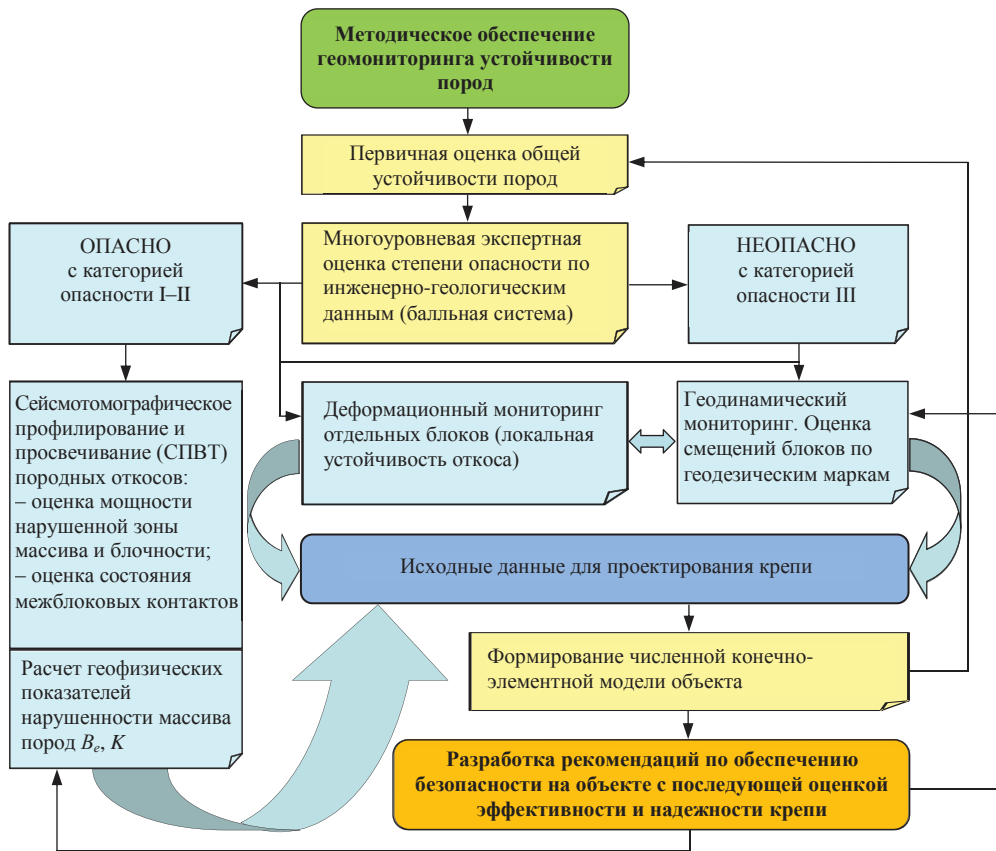 Методическое обеспечение
геомониторинга устойчивости
пород
Первичная оценка общей
устойчивости пород
ОПАСНО
с категорией
опасности I–II
Многоуровневая экспертная
оценка степени опасности по
инженерно-геологическим
данным (балльная система)
НЕОПАСНО
с категорией
опасности III
Сейсмотомографическое
профилирование и
просвечивание (СПВТ)
породных откосов:
– оценка мощности
нарушенной зоны
массива и блочности;
– оценка состояния
межблоковых контактов
Деформационный мониторинг
отдельных блоков (локальная
устойчивость откоса)
Геодинамический
мониторинг. Оценка
смещений блоков по
геодезическим маркам
Исходные данные для проектирования крепи
Расчет геофизических
показателей
нарушенности массива
пород Bₑ, K
Формирование численной конечно-
элементной модели объекта
Разработка рекомендаций по обеспечению
безопасности на объекте с последующей оценкой
эффективности и надежности крепи